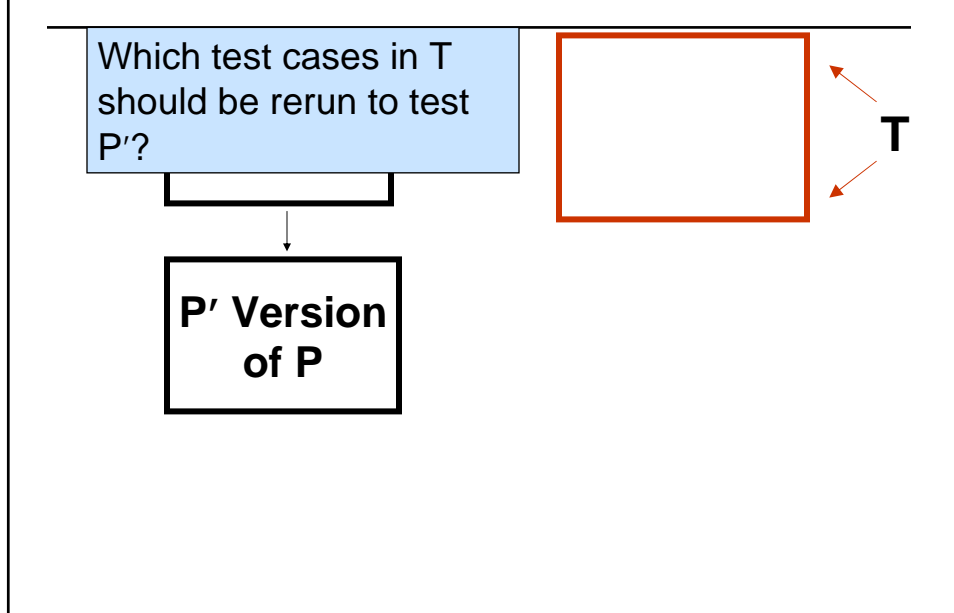 Which test cases in T
should be rerun to test
P′?
T
P′ Version
of P